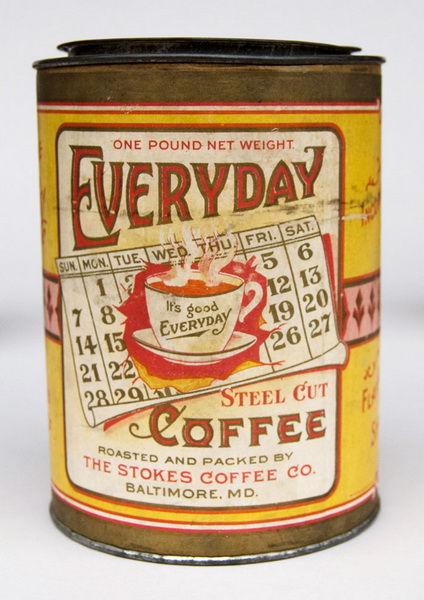 ONE POUND NET WEIGHT.
EVERYDAY
SUN. MON. TUE. WED. THU. FRI. SAT.
1 5 6
7 8 12 13
14 15 19 20
21 22 26 27
28 29 30
It's good
EVERYDAY
STEEL CUT
COFFEE
ROASTED AND PACKED BY
THE STOKES COFFEE CO.
BALTIMORE, MD.